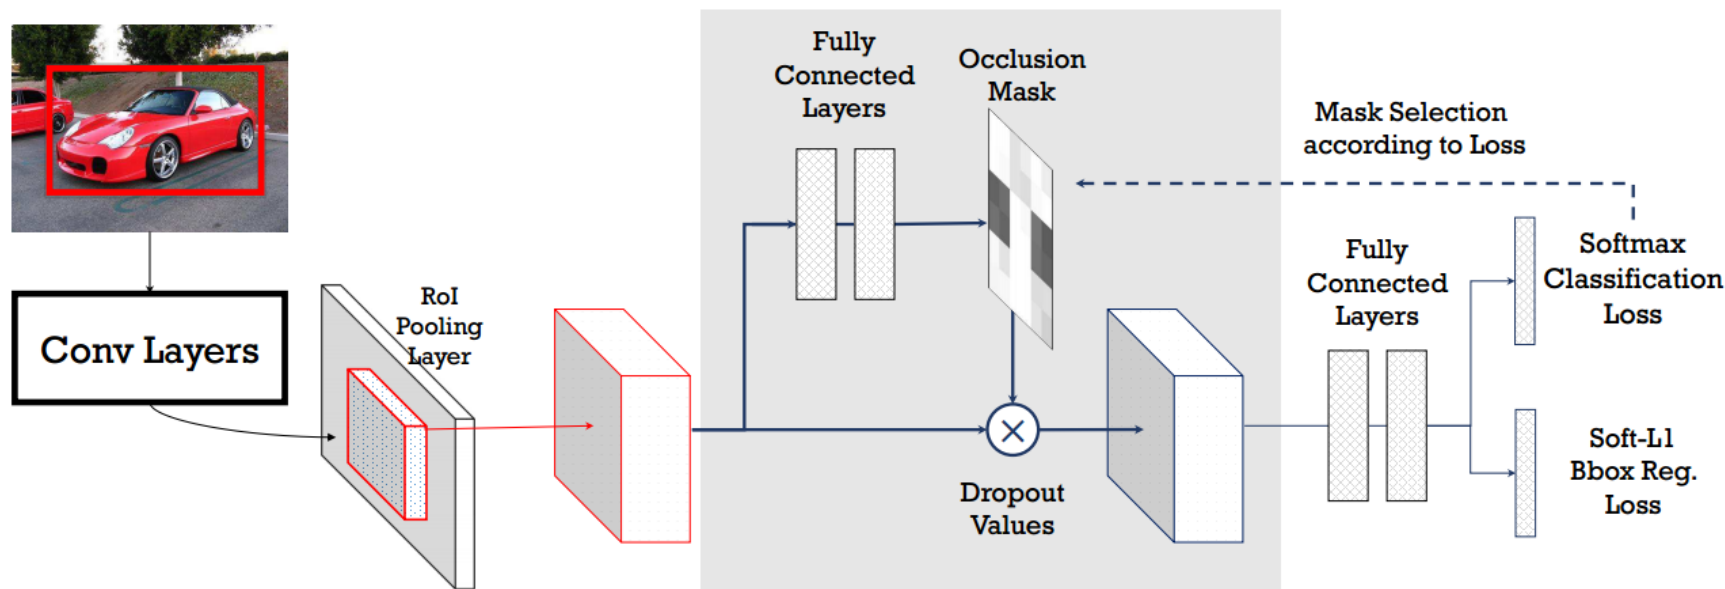 Conv Layers
RoI
Pooling
Layer
Fully
Connected
Layers
Occlusion
Mask
Dropout
Values
Mask Selection
according to Loss
Fully
Connected
Layers
Softmax
Classification
Loss
Soft-L1
Bbox Reg.
Loss